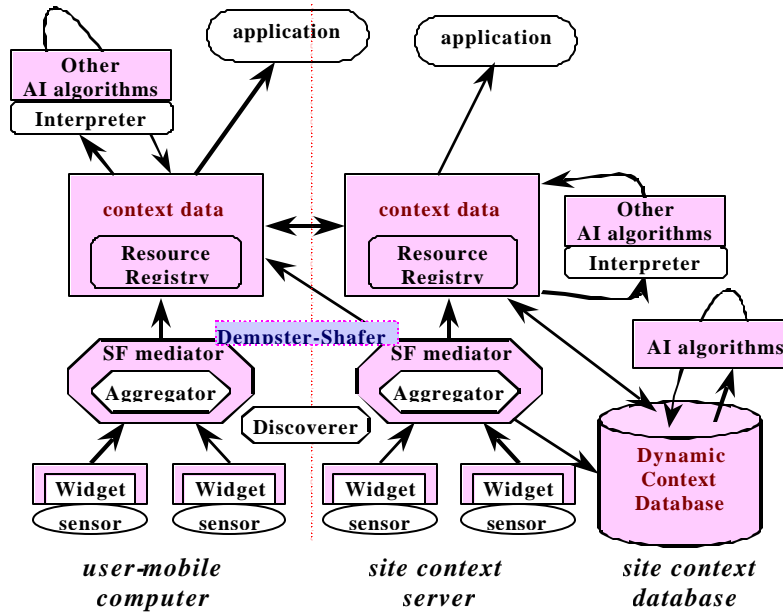 application
application
Other
AI algorithms
Interpreter
context data
Resource
Registry
context data
Resource
Registry
Other
AI algorithms
Interpreter
Dempster-Shafer
SF mediator
Aggregator
SF mediator
Aggregator
AI algorithms
Discoverer
Dynamic
Context
Database
Widget
sensor
Widget
sensor
Widget
sensor
Widget
sensor
user-mobile
computer
site context
server
site context
database